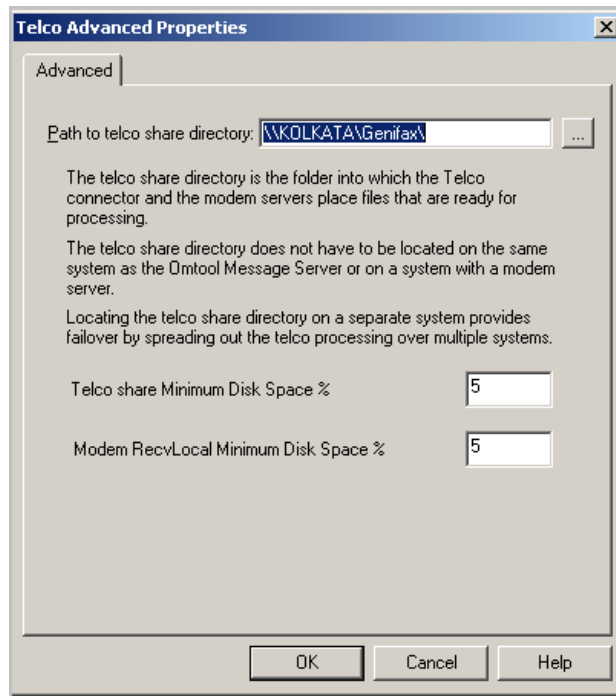 Telco Advanced Properties
Advanced
Path to telco share directory: \\KOLKATA\Genifax\ ...
The telco share directory is the folder into which the Telco
connector and the modem servers place files that are ready for
processing.
The telco share directory does not have to be located on the same
system as the Omtool Message Server or on a system with a modem
server.
Locating the telco share directory on a separate system provides
failover by spreading out the telco processing over multiple systems.
Telco share Minimum Disk Space % 5
Modem RecvLocal Minimum Disk Space % 5
OK Cancel Help